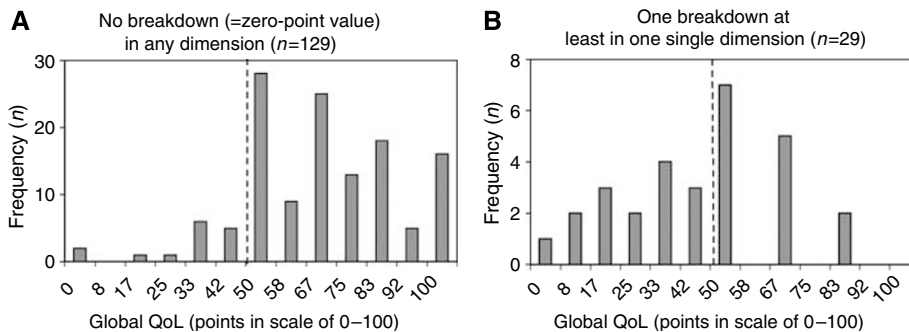 A
No breakdown (=zero-point value)
in any dimension (n=129)
Frequency (n)
30
20
10
0
0 8 17 25 33 42 50 55 67 75 83 92 100
Global QoL (points in scale of 0–100)
B
One breakdown at
least in one single dimension (n=29)
Frequency (n)
8
6
4
2
0
0 8 17 25 33 42 50 58 67 75 83 92 100
Global QoL (points in scale of 0–100)